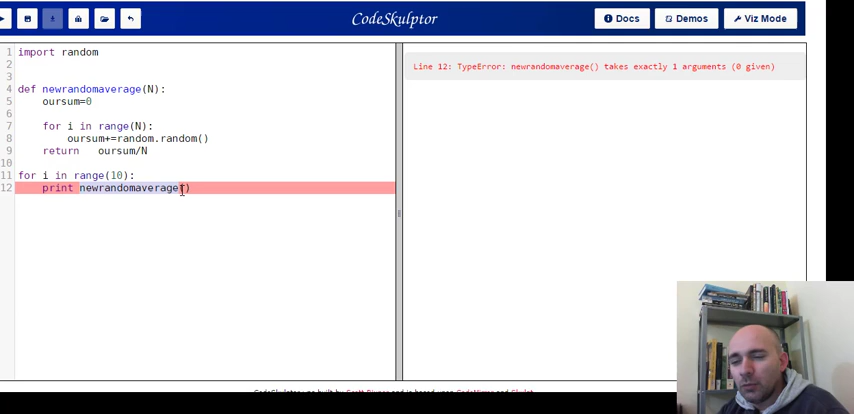 CodeSkulptor
Docs
Demos
Viz Mode
1 import random
2
3
4 def newrandomaverage(N):
5 oursum=0
6
7 for i in range(N):
8 oursum+=random.random()
9 return oursum/N
10
11 for i in range(10):
12 print newrandomaverage()
Line 12: TypeError: newrandomaverage() takes exactly 1 arguments (0 given)